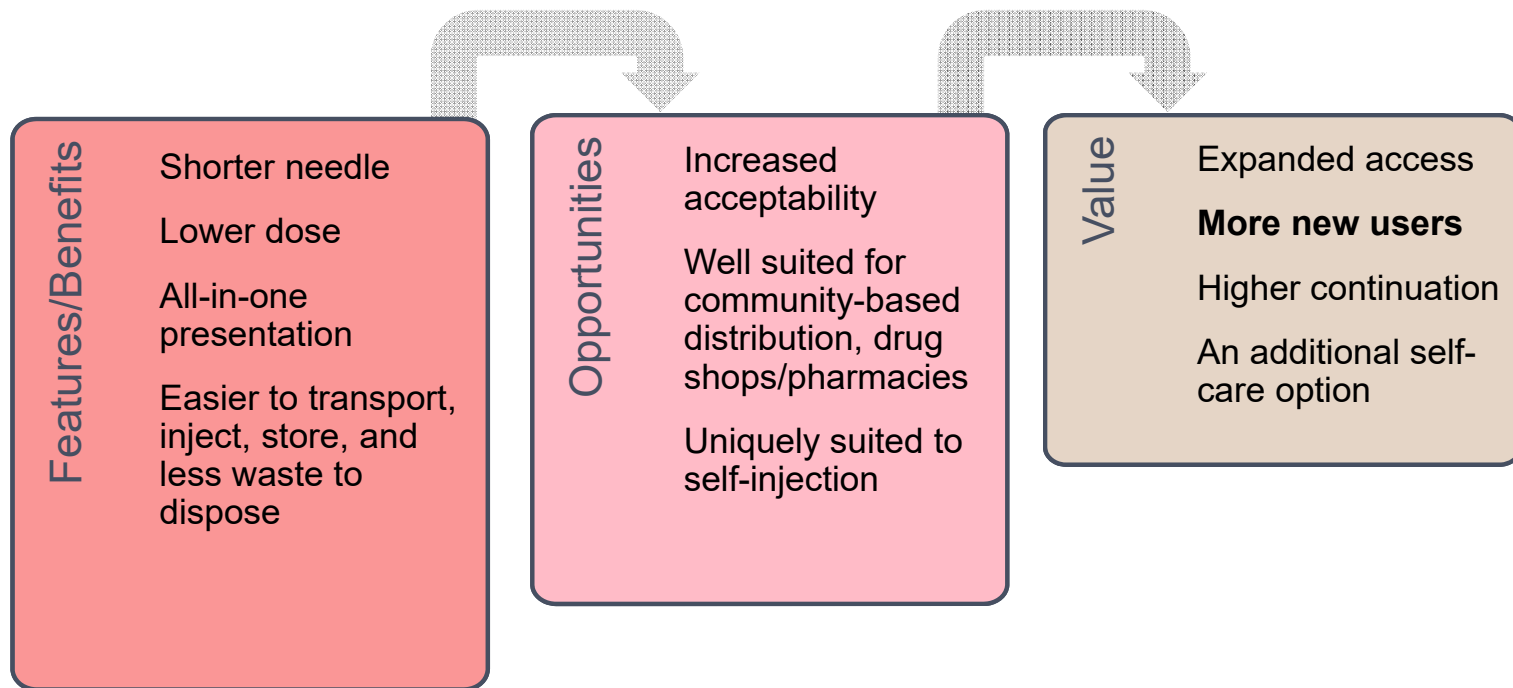 Features/Benefits
Shorter needle
Lower dose
All-in-one
presentation
Easier to transport,
inject, store, and
less waste to
dispose
Opportunities
Increased
acceptability
Well suited for
community-based
distribution, drug
shops/pharmacies
Uniquely suited to
self-injection
Value
Expanded access
More new users
Higher continuation
An additional self-
care option